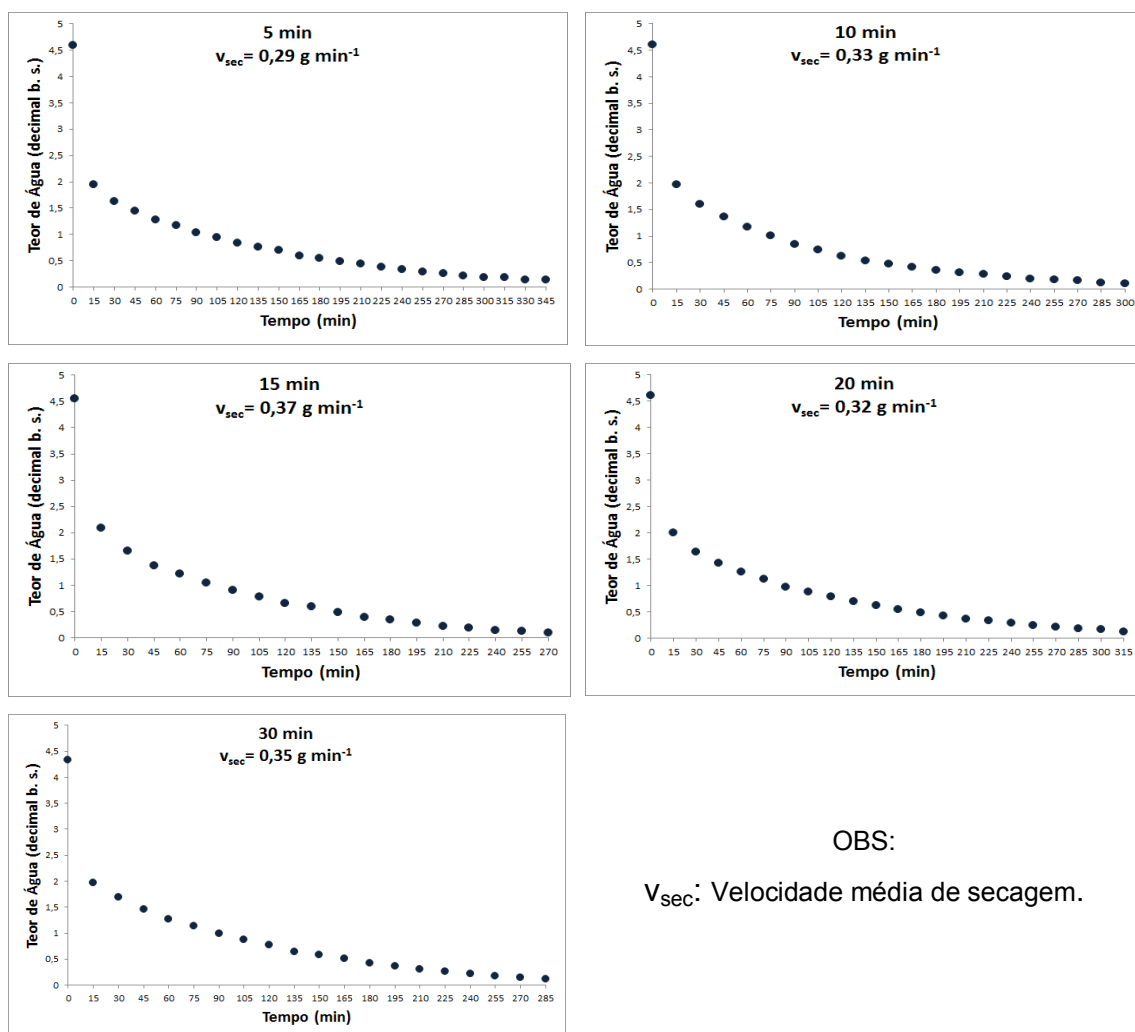 5 min
vsec= 0,29 g min-1
Teor de Água (decimal b. s.)
5
4,5
4
3,5
3
2,5
2
1,5
1
0,5
0
0 15 30 45 60 75 90 105 120 135 150 165 180 195 210 225 240 255 270 285 300 315 330 345
Tempo (min)
10 min
vsec= 0,33 g min-1
Teor de Água (decimal b. s.)
5
4,5
4
3,5
3
2,5
2
1,5
1
0,5
0
0 15 30 45 60 75 90 105 120 135 150 165 180 195 210 225 240 255 270 285 300
Tempo (min)
15 min
vsec= 0,37 g min-1
Teor de Água (decimal b. s.)
5
4,5
4
3,5
3
2,5
2
1,5
1
0,5
0
0 15 30 45 60 75 90 105 120 135 150 165 180 195 210 225 240 255 270
Tempo (min)
20 min
vsec= 0,32 g min-1
Teor de Água (decimal b. s.)
5
4,5
4
3,5
3
2,5
2
1,5
1
0,5
0
0 15 30 45 60 75 90 105 120 135 150 165 180 195 210 225 240 255 270 285 300 315
Tempo (min)
30 min
vsec= 0,35 g min-1
Teor de Água (decimal b. s.)
5
4,5
4
3,5
3
2,5
2
1,5
1
0,5
0
0 15 30 45 60 75 90 105 120 135 150 165 180 195 210 225 240 255 270 285
Tempo (min)
OBS:
vsec: Velocidade média de secagem.